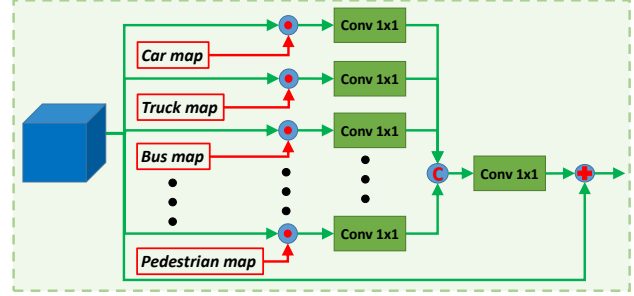 Conv 1x1
Car map
Conv 1x1
Truck map
Conv 1x1
Bus map
C
Conv 1x1
Conv 1x1
Pedestrian map